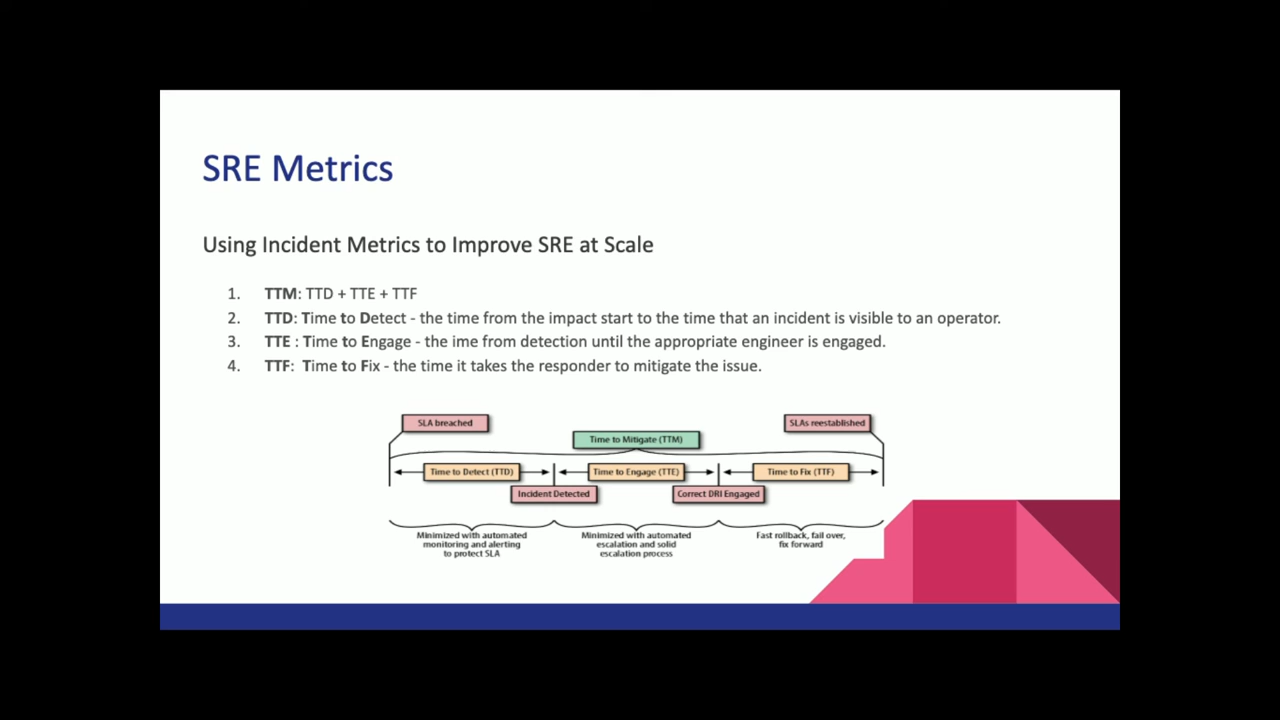 SRE Metrics
Using Incident Metrics to Improve SRE at Scale
1. TTM: TTD + TTE + TTF
2. TTD: Time to Detect - the time from the impact start to the time that an incident is visible to an operator.
3. TTE : Time to Engage - the ime from detection until the appropriate engineer is engaged.
4. TTF: Time to Fix - the time it takes the responder to mitigate the issue.
SLA breached
SLAs reestablished
Time to Mitigate (TTM)
Time to Detect (TTD)
Time to Engage (TTE)
Time to Fix (TTF)
Incident Detected
Correct DRI Engaged
Minimized with automated
monitoring and alerting
to protect SLA
Minimized with automated
escalation and solid
escalation process
Fast rollback, fail over,
fix forward